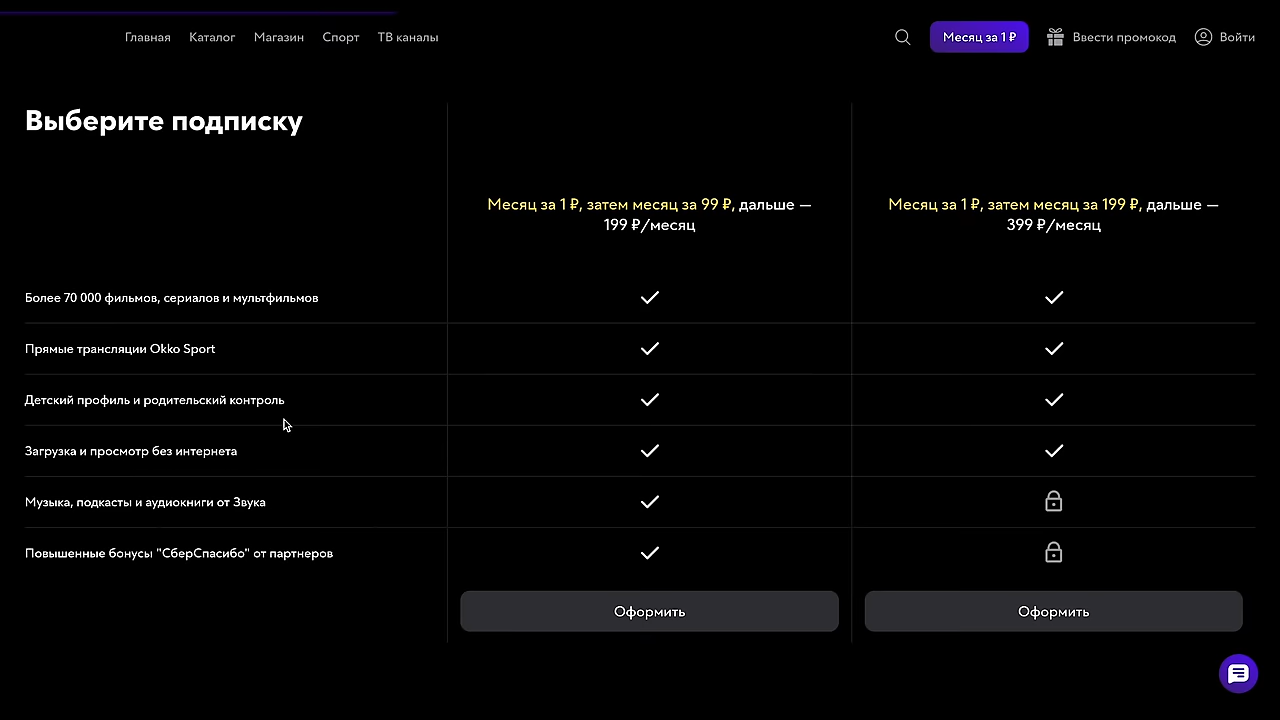 Главная Каталог Магазин Спорт ТВ каналы Месяц за 1 ₽ Ввести промокод Войти
Выберите подписку
Месяц за 1 ₽, затем месяц за 99 ₽, дальше —
199 ₽/месяц
Месяц за 1 ₽, затем месяц за 199 ₽, дальше —
399 ₽/месяц
Более 70 000 фильмов, сериалов и мультфильмов
Прямые трансляции Okko Sport
Детский профиль и родительский контроль
Загрузка и просмотр без интернета
Музыка, подкасты и аудиокниги от Звука
Повышенные бонусы "СберСпасибо" от партнеров
Оформить Оформить